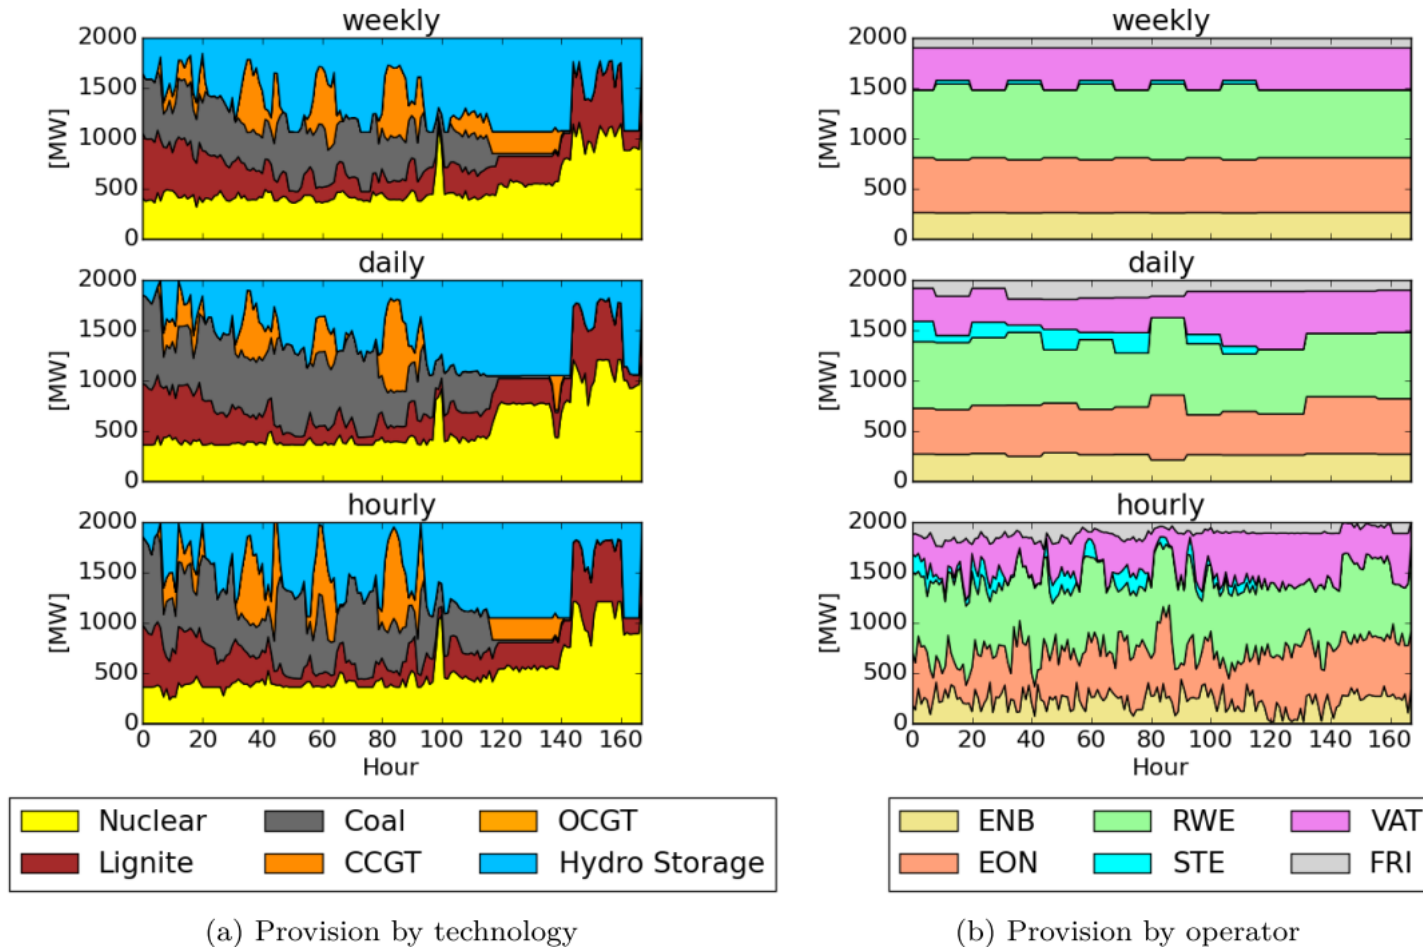 weekly
2000
1500
1000
500
0
[MW]
daily
2000
1500
1000
500
0
[MW]
hourly
2000
1500
1000
500
0
[MW]
0 20 40 60 80 100 120 140 160
Hour
Nuclear Coal OCGT
Lignite CCGT Hydro Storage
(a) Provision by technology
weekly
2000
1500
1000
500
0
[MW]
daily
2000
1500
1000
500
0
[MW]
hourly
2000
1500
1000
500
0
[MW]
0 20 40 60 80 100 120 140 160
Hour
ENB RWE VAT
EON STE FRI
(b) Provision by operator